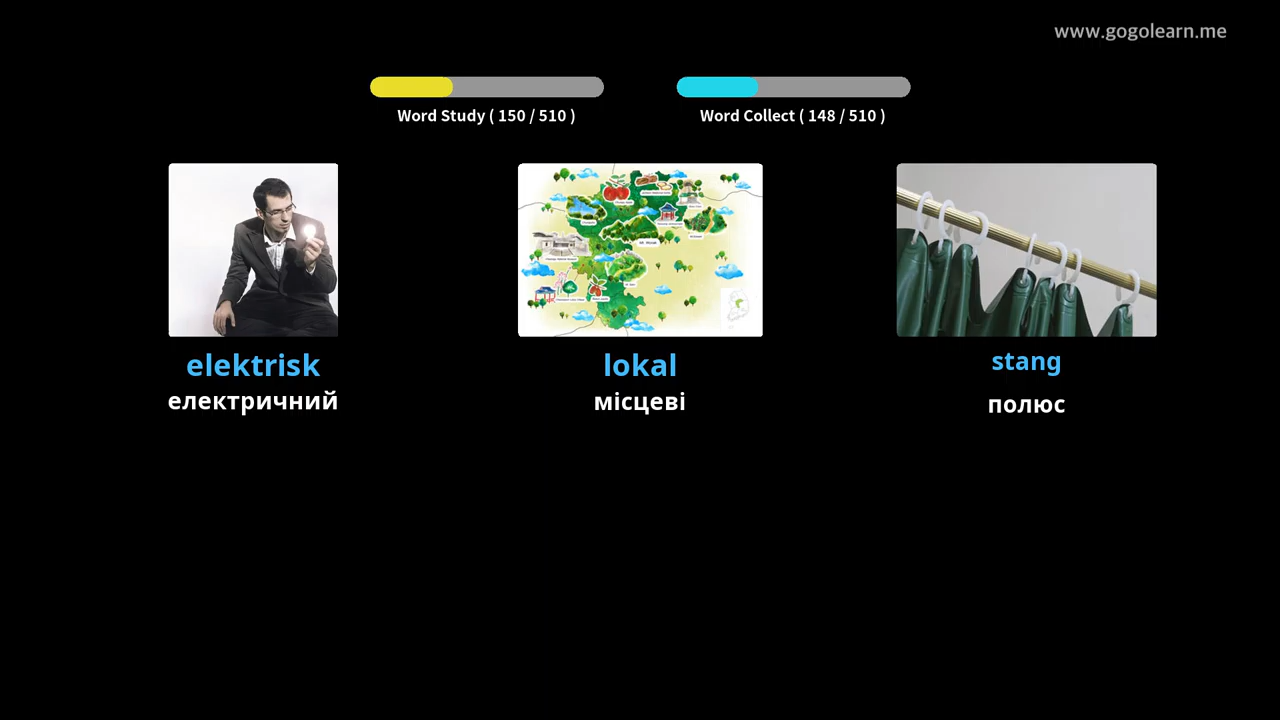 www.gogolearn.me
Word Study ( 150 / 510 )
Word Collect ( 148 / 510 )
elektrisk
lokal
stang
електричний
місцеві
полюс